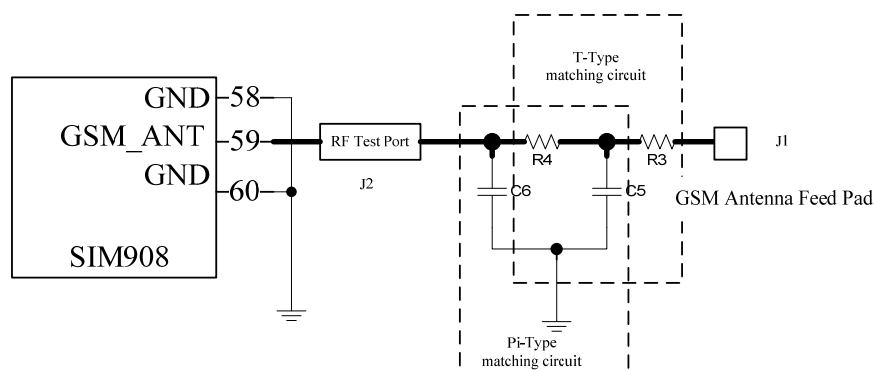 T-Type
matching circuit
GND 58
GSM_ANT 59
GND 60
SIM908
RF Test Port
J2
R4
R3
J1
C6
C5
GSM Antenna Feed Pad
Pi-Type
matching circuit